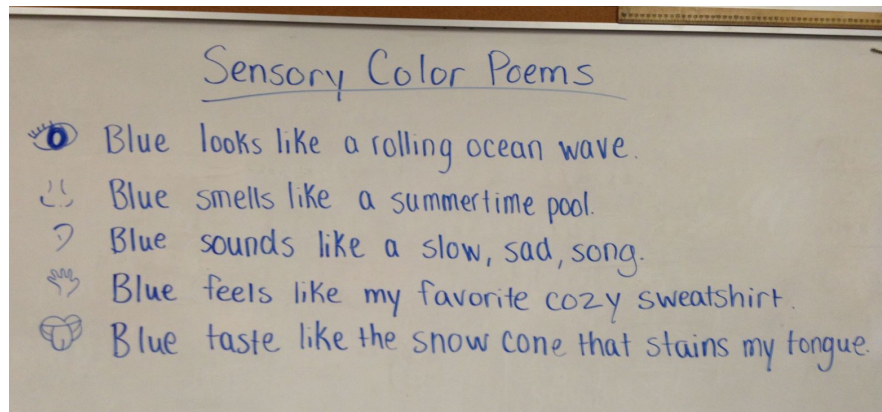 Sensory Color Poems
Blue looks like a rolling ocean wave.
Blue smells like a summertime pool.
Blue sounds like a slow, sad, song.
Blue feels like my favorite cozy sweatshirt.
Blue taste like the snow cone that stains my tongue.